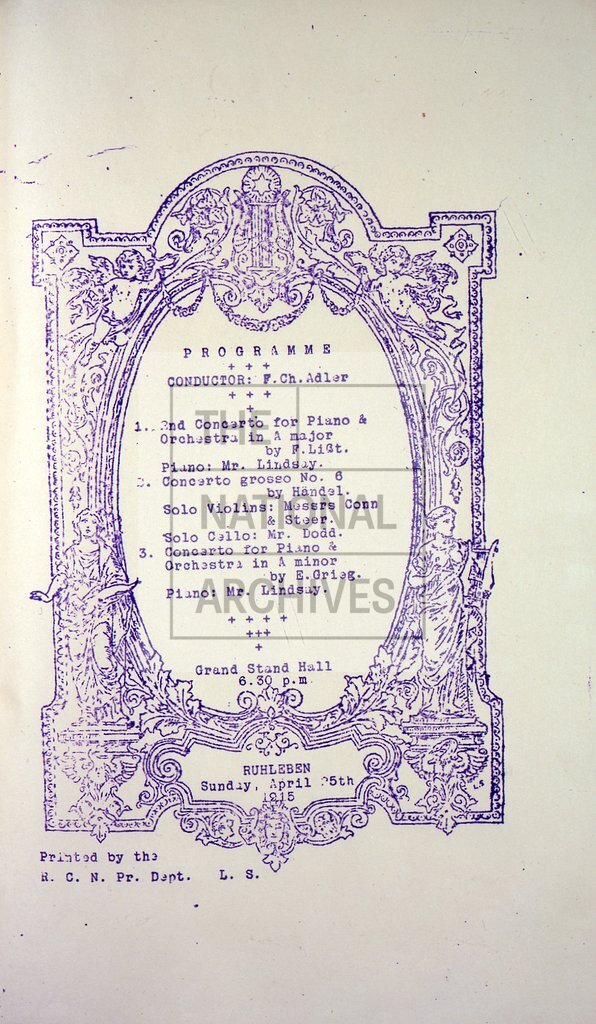 PROGRAMME
+ + +
CONDUCTOR: F.Ch.Adler
+ + +
+
1. 2nd Concerto for Piano &
Orchestra in A major
by F.Lißt.
Piano: Mr. Lindsay.
2. Concerto grosso No. 6
by Händel.
Solo Violins: Messrs Conn
& Steer.
Solo Cello: Mr. Dodd.
3. Concerto for Piano &
Orchestra in A minor
by E.Grieg.
Piano: Mr. Lindsay.
+ + + +
+++
+
Grand Stand Hall
6.30 p.m
RUHLEBEN
Sunday, April 25th
1915
L S
Printed by the
R. C. N. Pr. Dept. L. S.
THE
NATIONAL
ARCHIVES